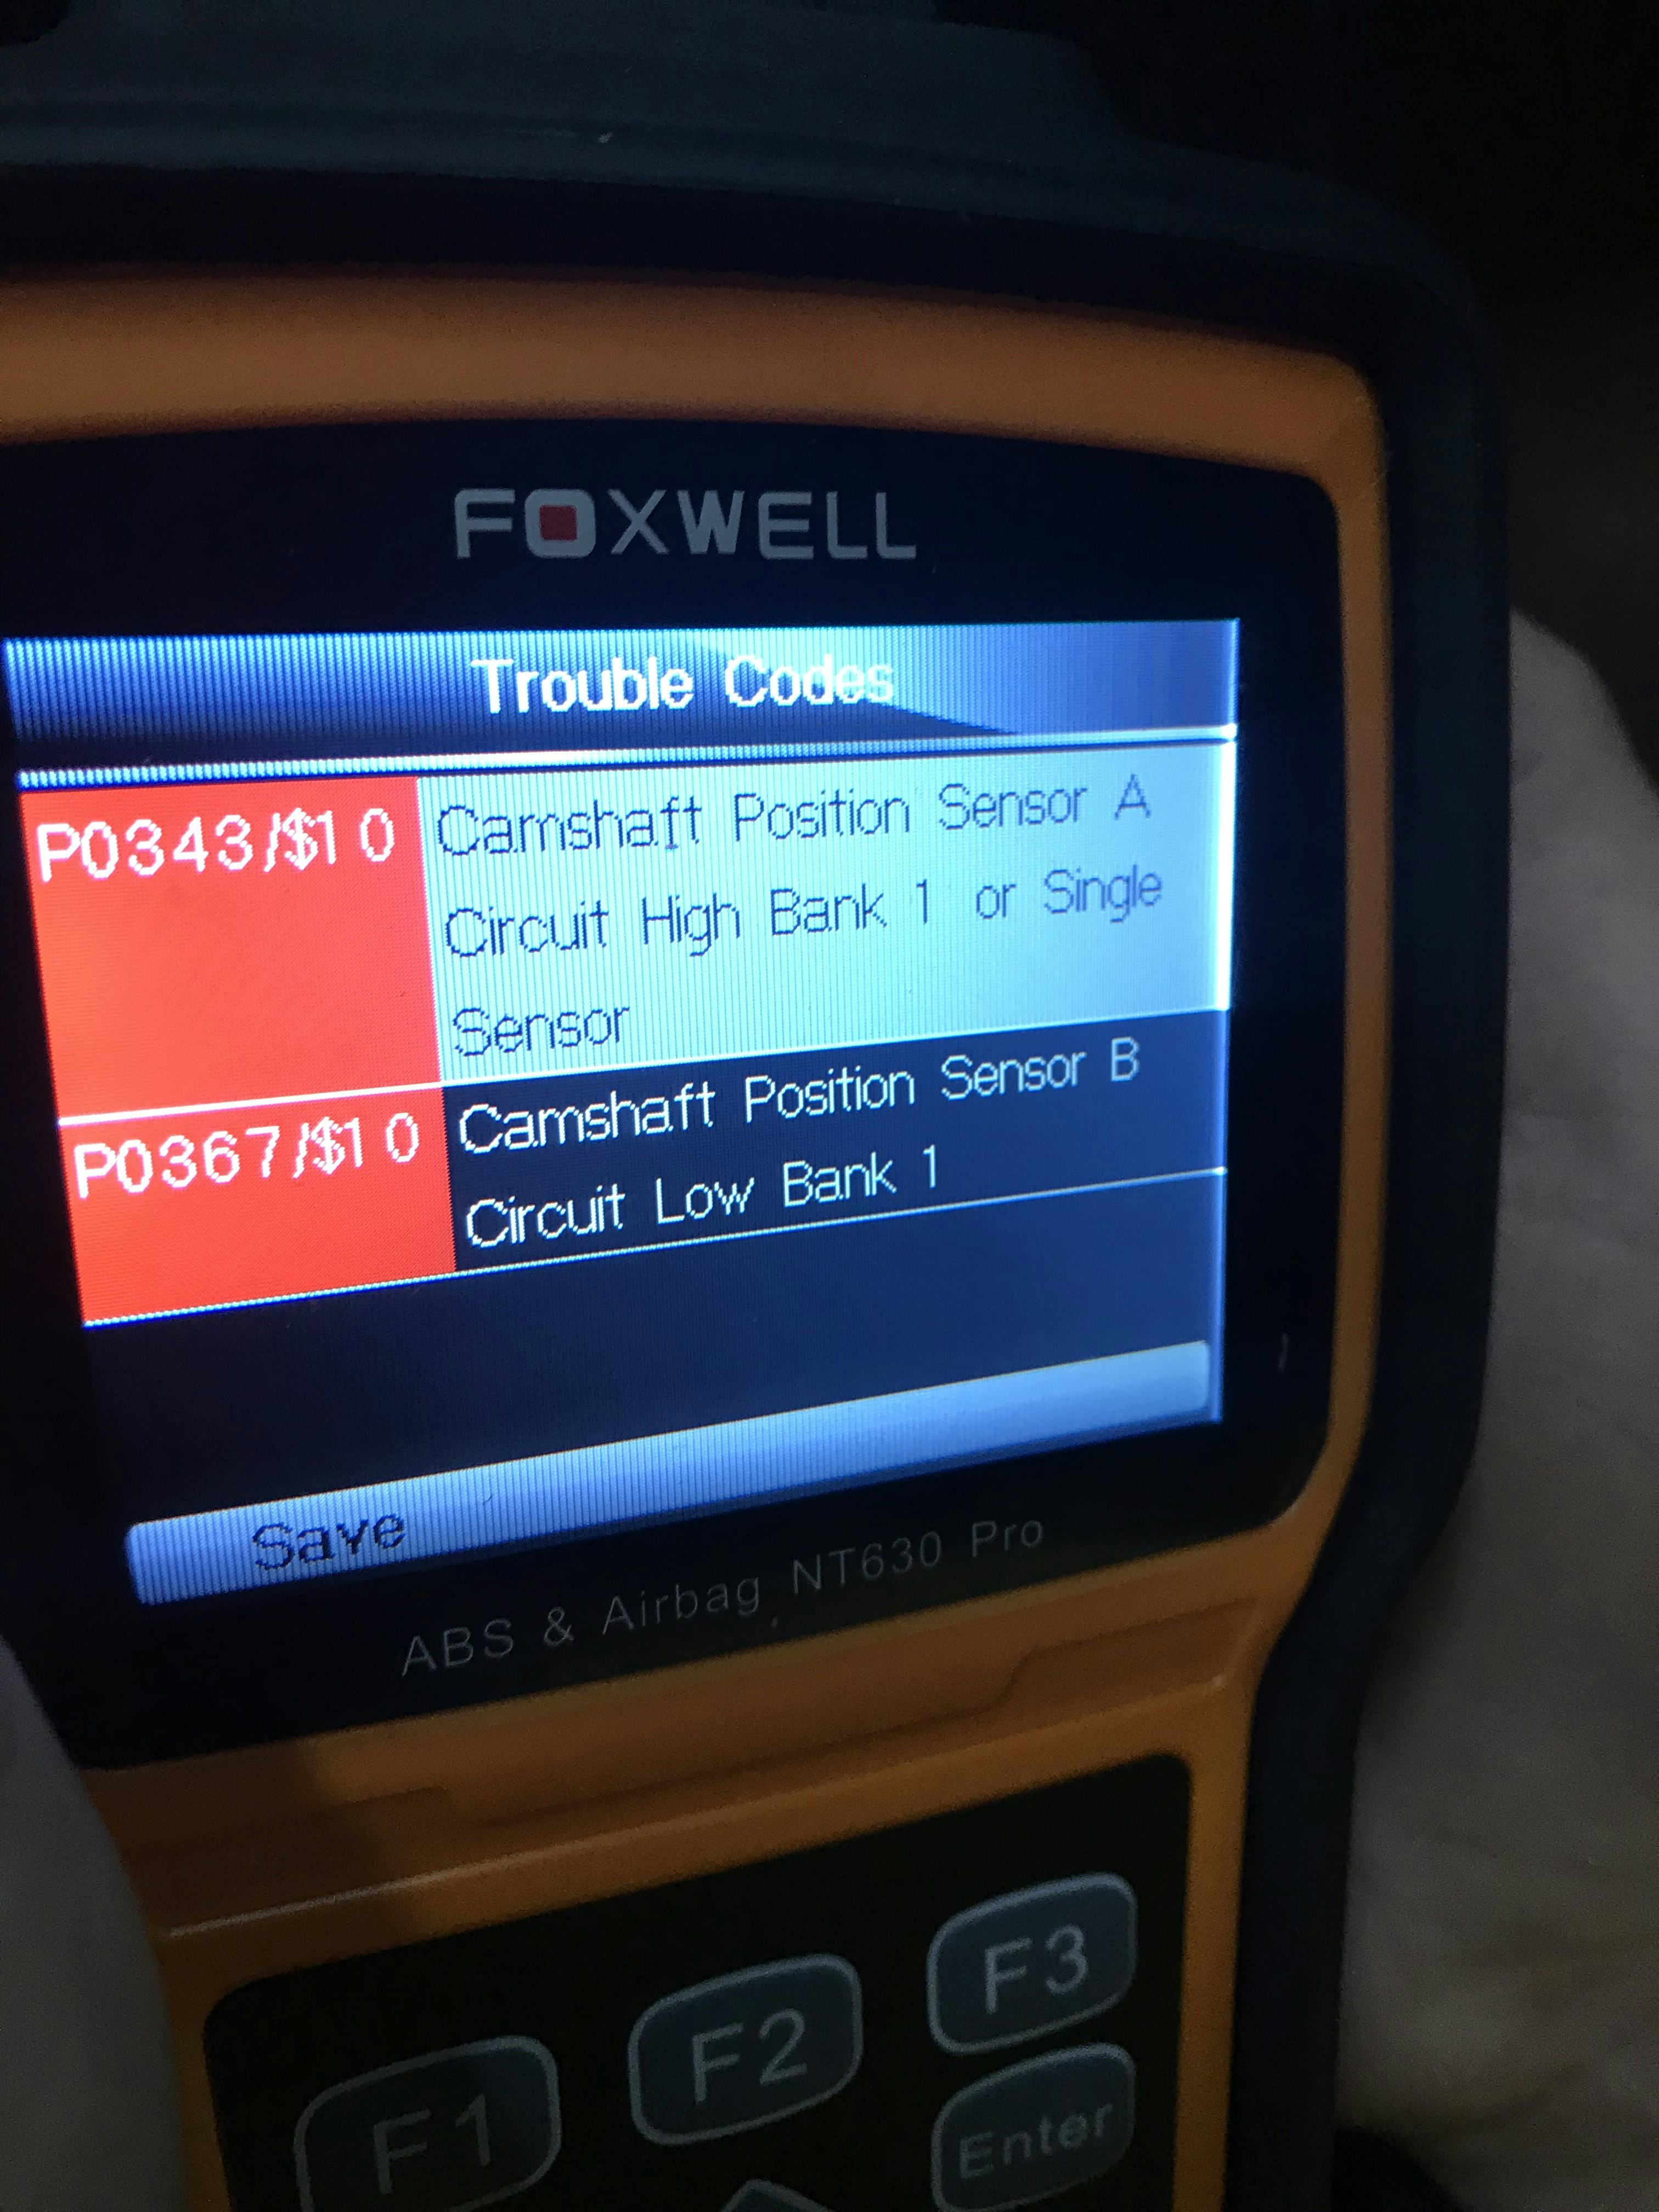 FOXWELL
Trouble Codes
P0343/$10
Camshaft Position Sensor A
Circuit High Bank 1 or Single
Sensor
P0367/$10
Camshaft Position Sensor B
Circuit Low Bank 1
Save
ABS & Airbag NT630 Pro
F1
F2
F3
Enter